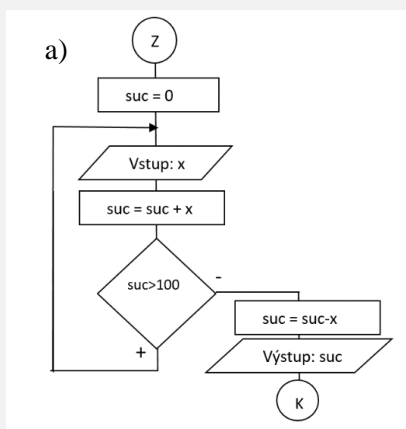 a)
Z
suc = 0
Vstup: x
suc = suc + x
suc>100
-
+
suc = suc-x
Výstup: suc
K